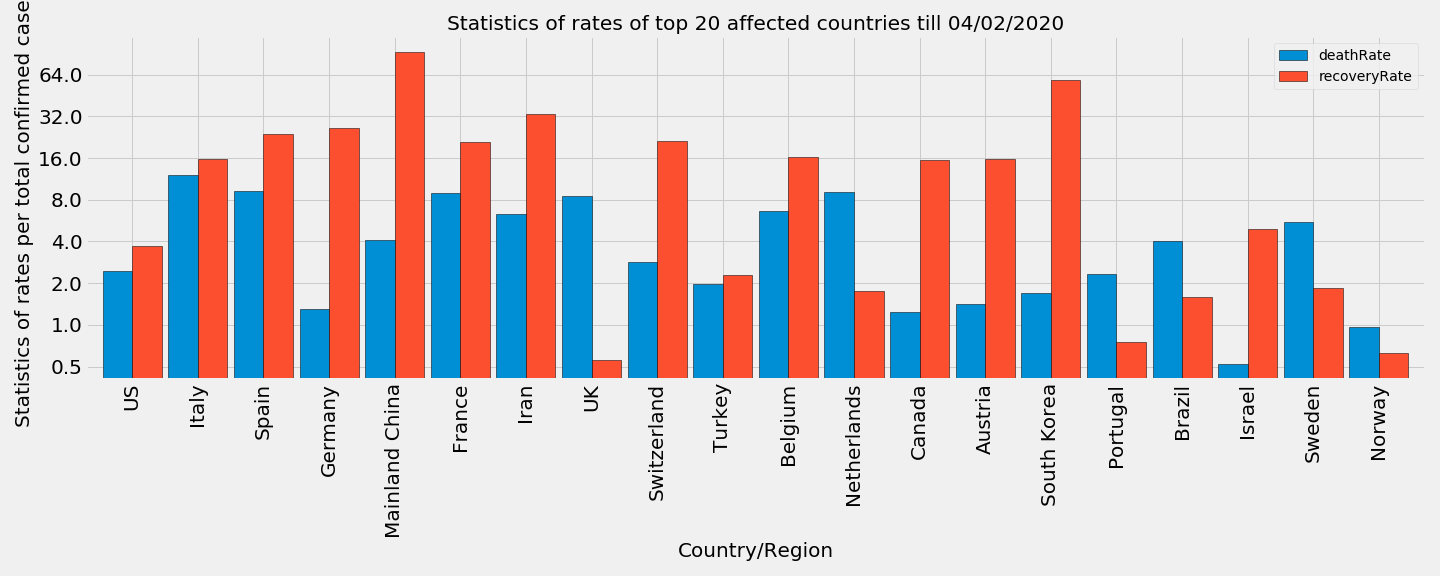 Statistics of rates of top 20 affected countries till 04/02/2020
deathRate
recoveryRate
Statistics of rates per total confirmed case
64.0
32.0
16.0
8.0
4.0
2.0
1.0
0.5
US
Italy
Spain
Germany
Mainland China
France
Iran
UK
Switzerland
Turkey
Belgium
Netherlands
Canada
Austria
South Korea
Portugal
Brazil
Israel
Sweden
Norway
Country/Region